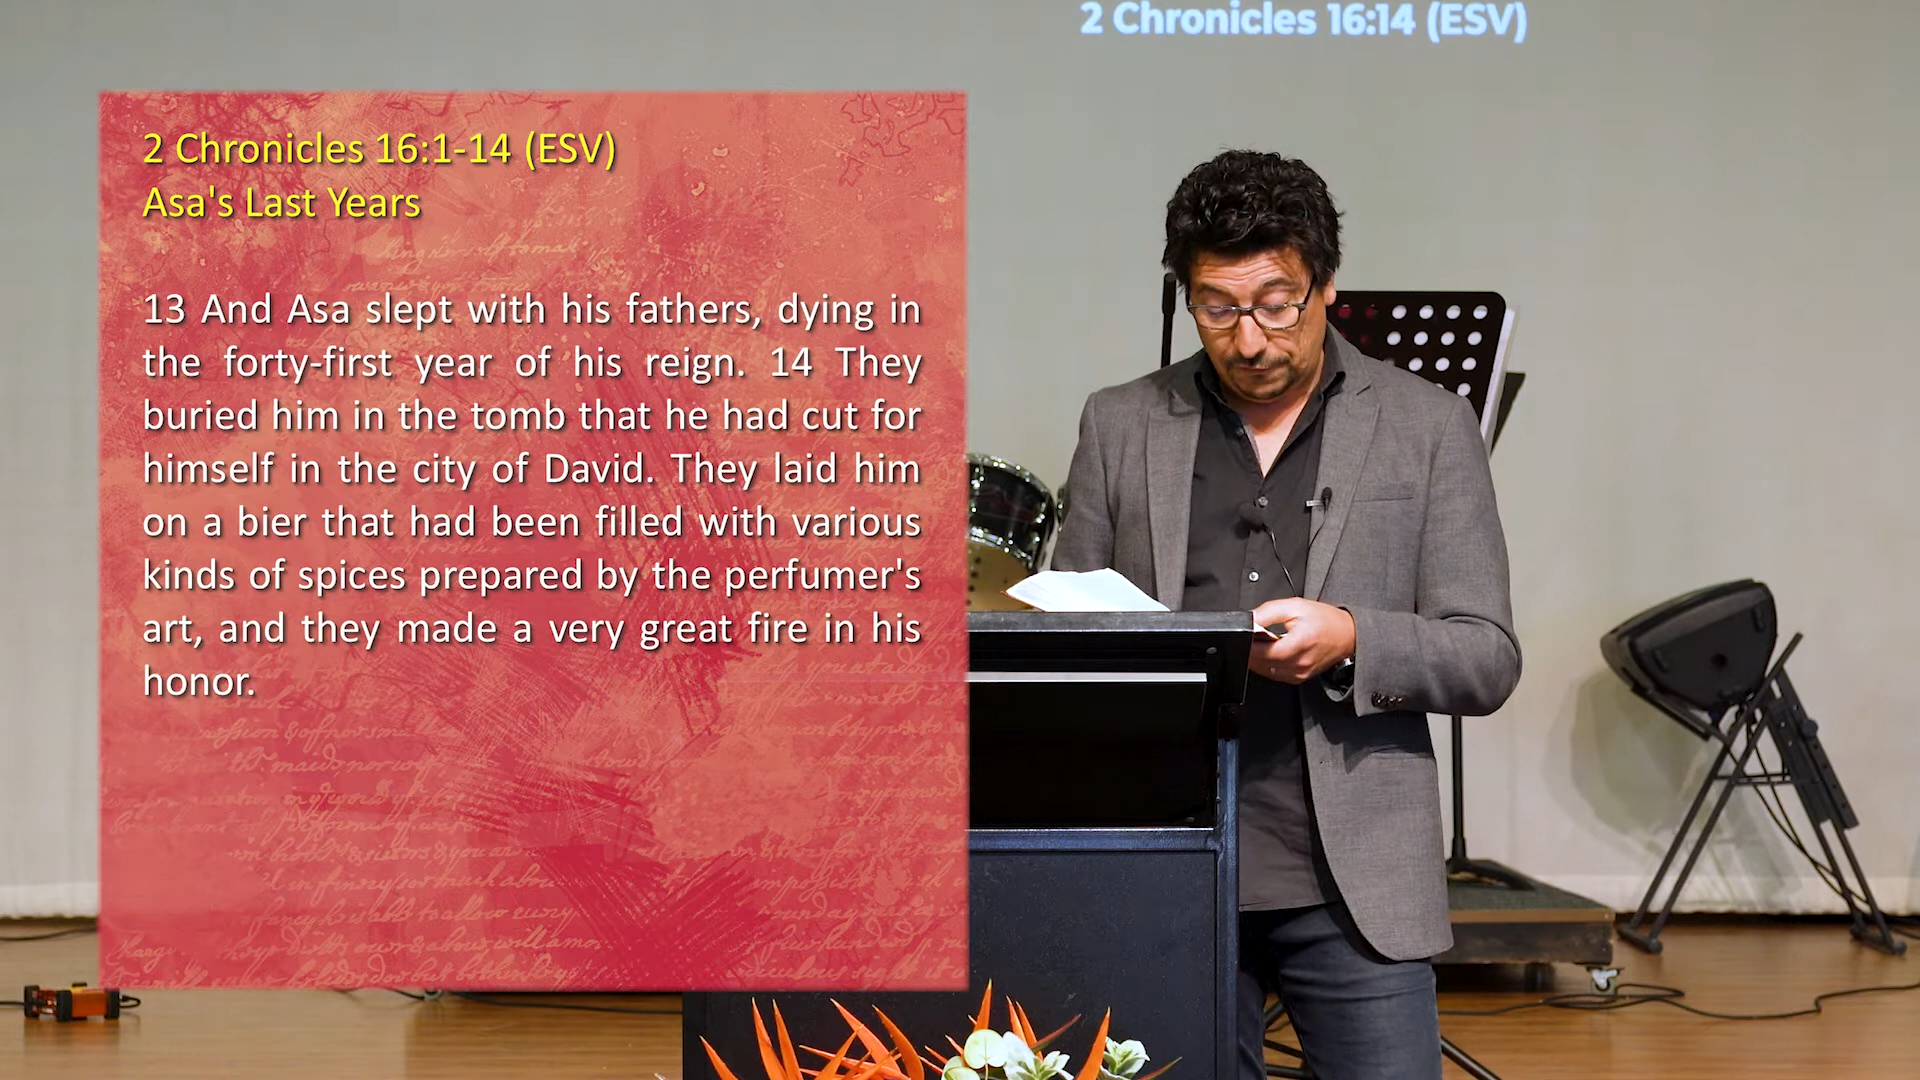 2 Chronicles 16:14 (ESV)
2 Chronicles 16:1-14 (ESV)
Asa's Last Years
13 And Asa slept with his fathers, dying in
the forty-first year of his reign. 14 They
buried him in the tomb that he had cut for
himself in the city of David. They laid him
on a bier that had been filled with various
kinds of spices prepared by the perfumer's
art, and they made a very great fire in his
honor.